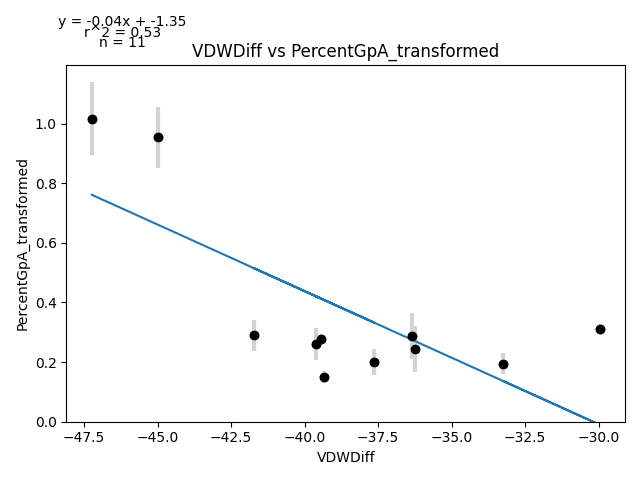 y = -0.04x + -1.35
r^2 = 0.53
n = 11
VDWDiff vs PercentGpA_transformed
PercentGpA_transformed
1.0
0.8
0.6
0.4
0.2
0.0
−47.5 −45.0 −42.5 −40.0 −37.5 −35.0 −32.5 −30.0
VDWDiff